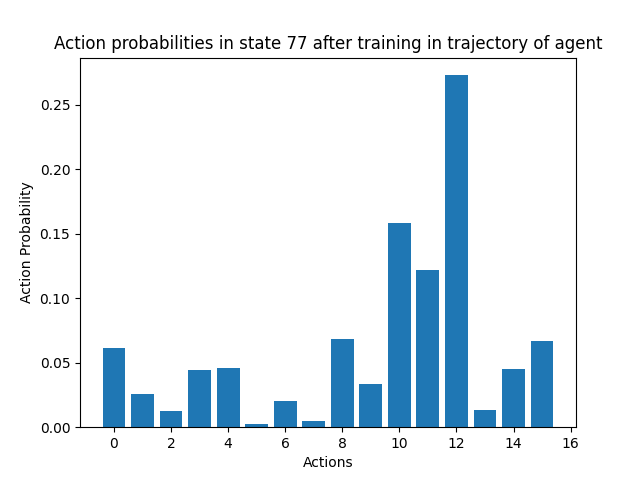 Action probabilities in state 77 after training in trajectory of agent
Action Probability
0.25
0.20
0.15
0.10
0.05
0.00
0 2 4 6 8 10 12 14 16
Actions